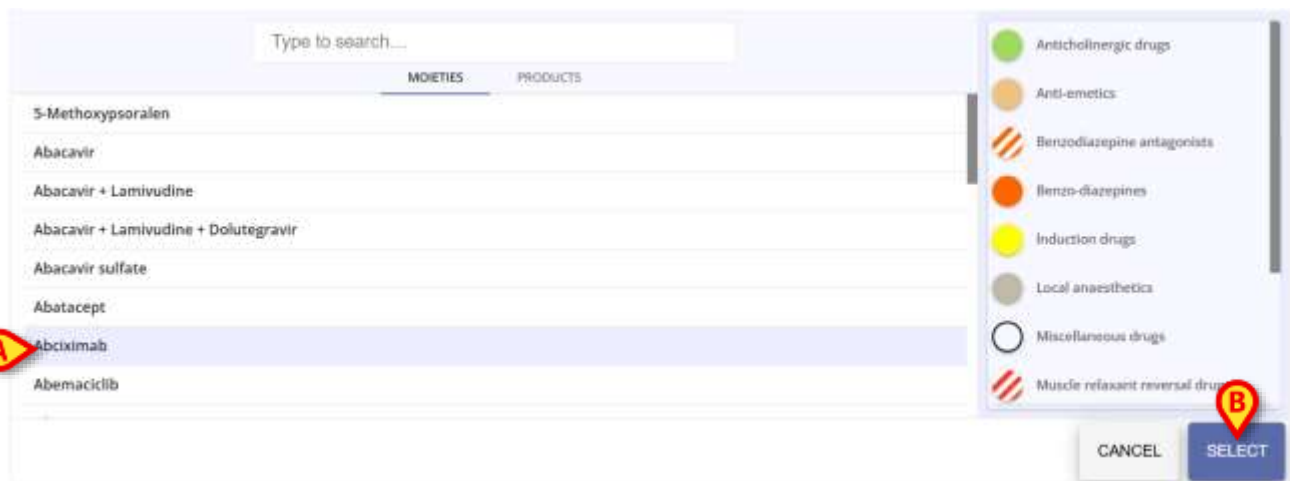 Type to search....
MOIETIES PRODUCTS
5-Methoxypsoralen
Abacavir
Abacavir + Lamivudine
Abacavir + Lamivudine + Dolutegravir
Abacavir sulfate
Abatacept
A
Abciximab
Abemaciclib
Anticholinergic drugs
Anti-emetics
Benzodiazepine antagonists
Benzo-diazepines
Induction drugs
Local anaesthetics
Miscellaneous drugs
Muscle relaxant reversal
B
CANCEL SELECT